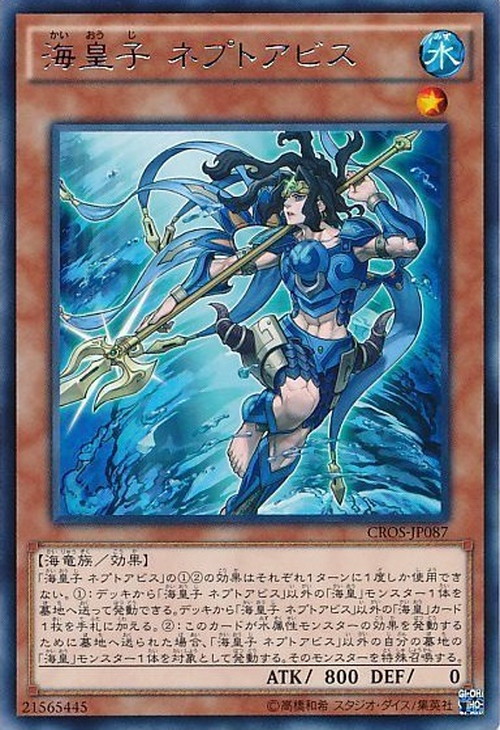 かい おう じ
海皇子 ネプトアビス
みず
水
CROS-JP087
かいりゅうぞく こうか
【海竜族／効果】
「海皇子 ネプトアビス」の①②の効果はそれぞれ1ターンに1度しか使用でき
ない。①：デッキから「海皇子 ネプトアビス」以外の「海皇」モンスター1体を
墓地へ送って発動できる。デッキから「海皇子 ネプトアビス」以外の「海皇」カード
1枚を手札に加える。②：このカードが水属性モンスターの効果を発動する
ために墓地へ送られた場合、「海皇子 ネプトアビス」以外の自分の墓地の
「海皇」モンスター1体を対象として発動する。そのモンスターを特殊召喚する。
ATK/ 800 DEF/ 0
21565445 ©高橋和希 スタジオ・ダイス/集英社